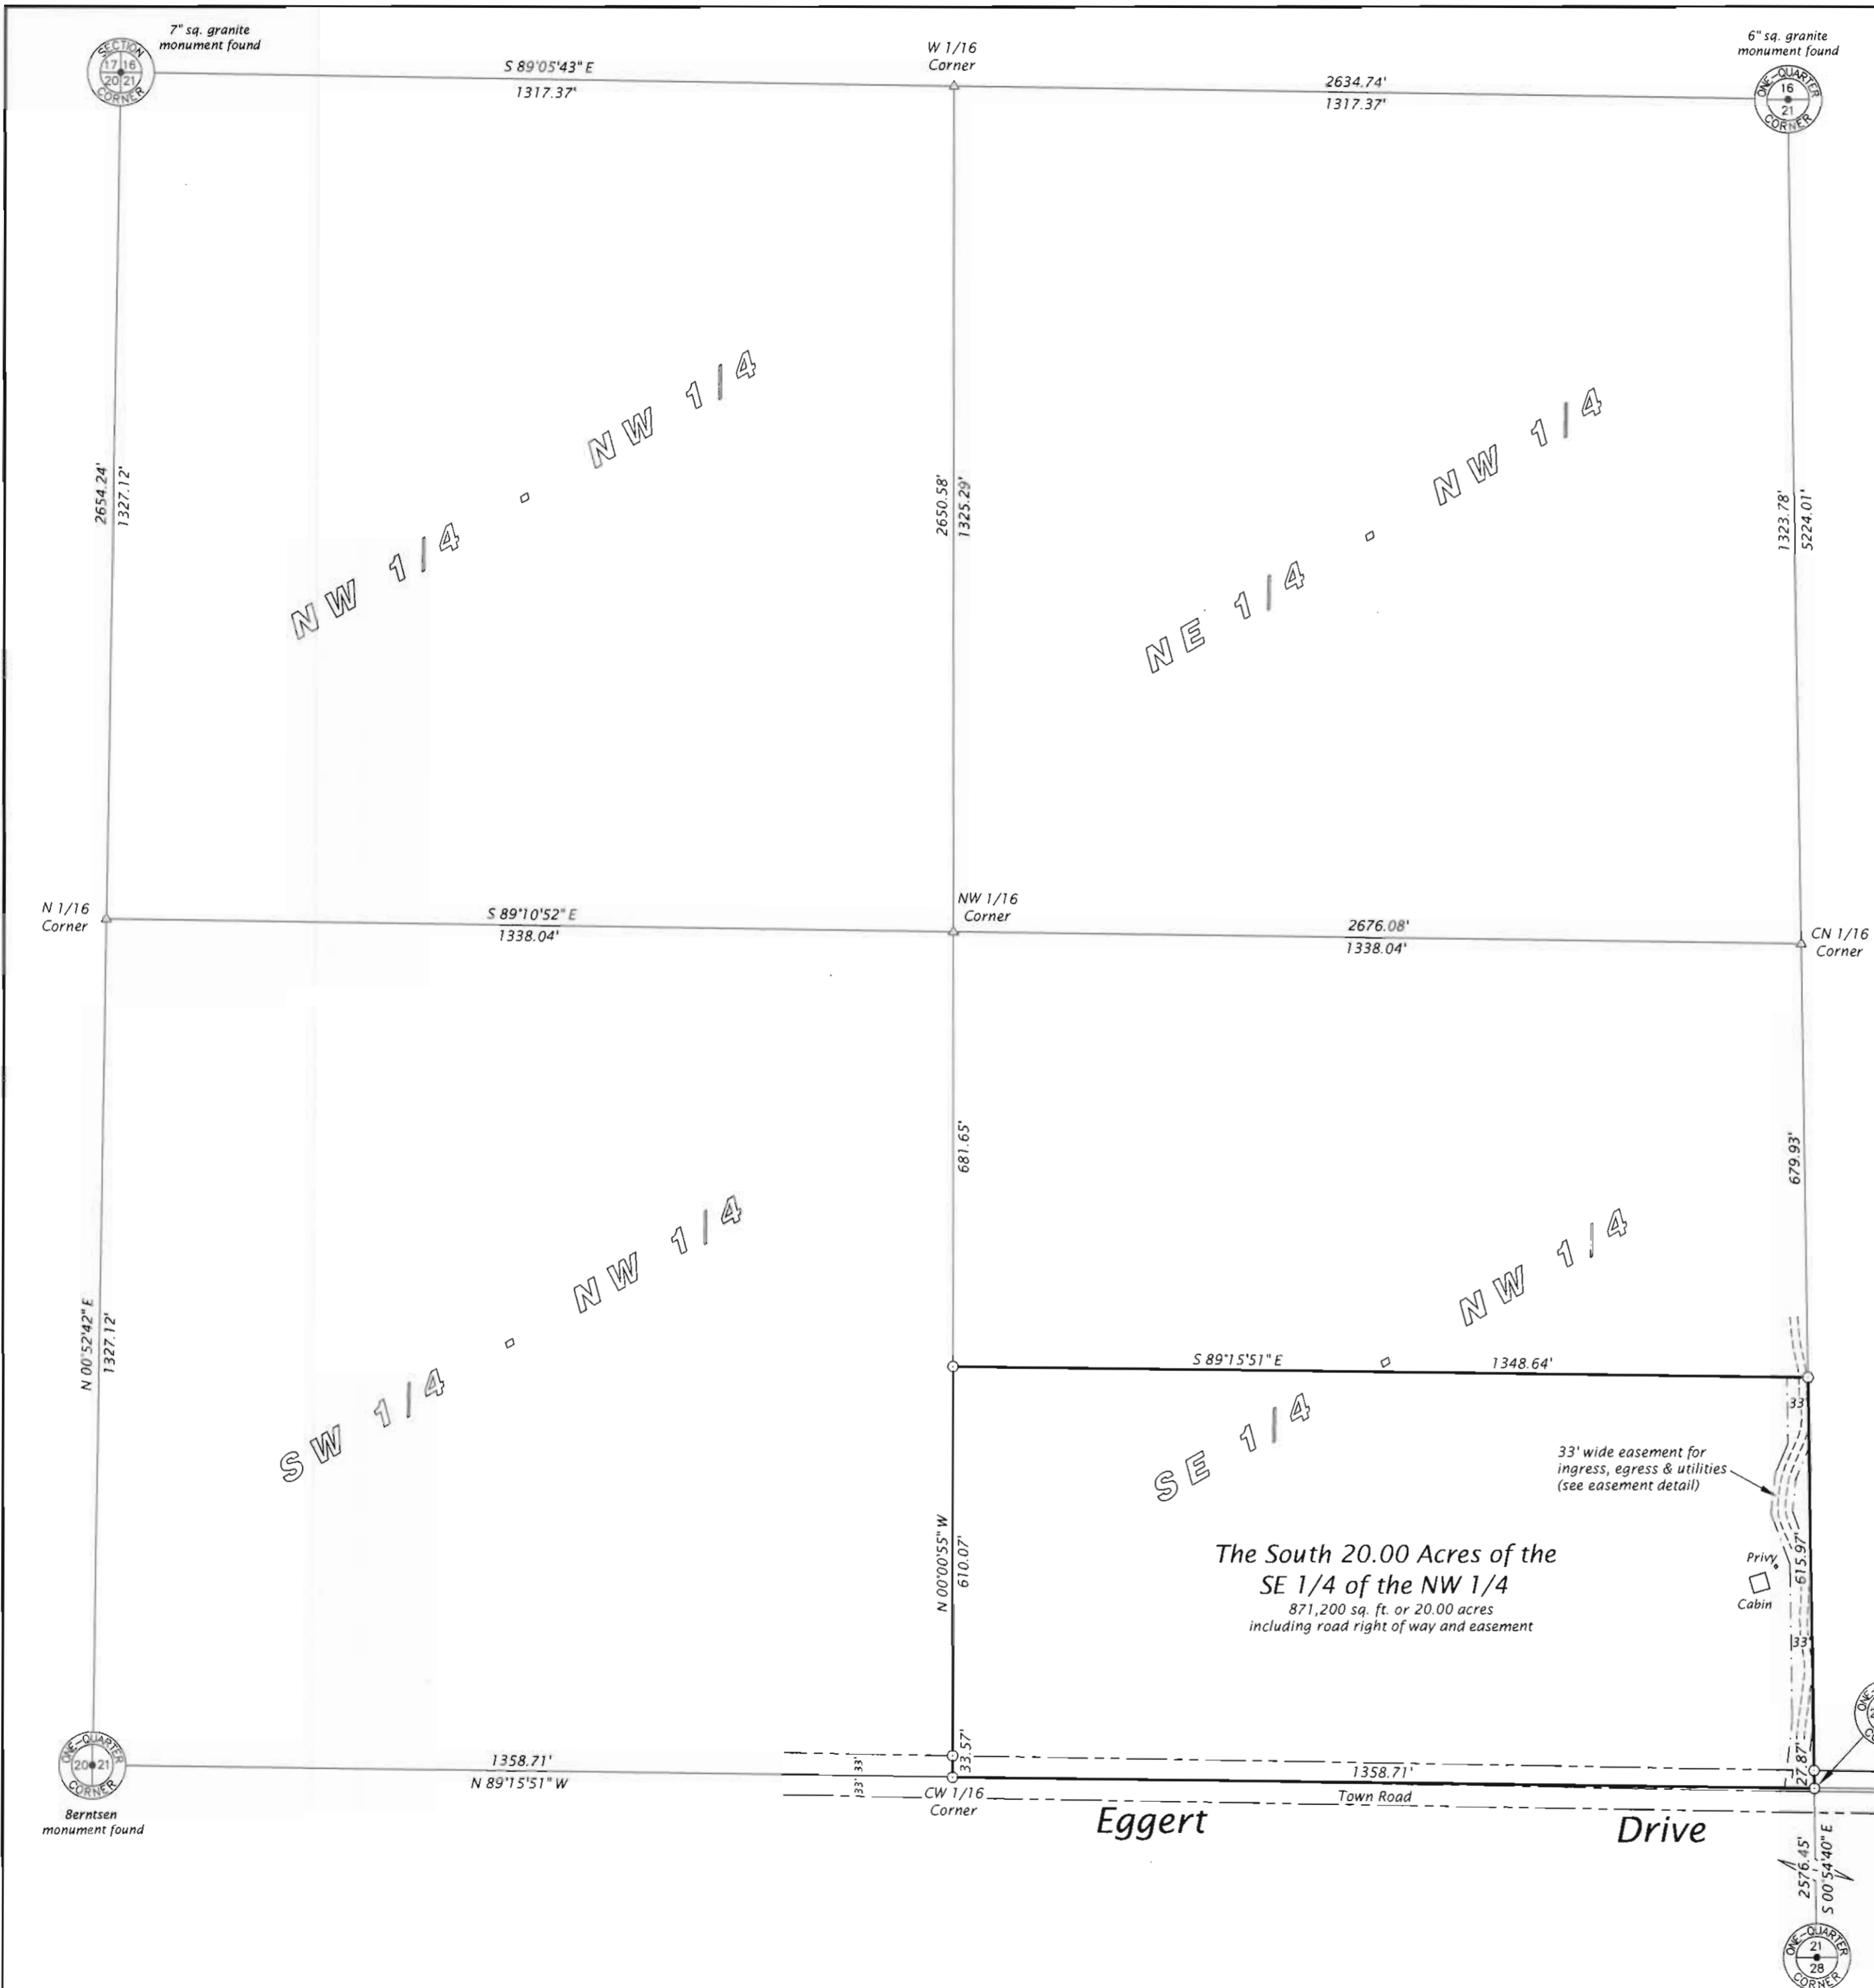 7" sq. granite
monument found
SECTION
17 16
20 21
CORNER
S 89°05'43" E
1317.37'
W 1/16
Corner
2634.74'
1317.37'
6" sq. granite
monument found
ONE-QUARTER
16
21
CORNER
2654.24'
1327.12'
NW 1/4 - NW 1/4
2650.58'
1325.29'
NE 1/4 - NW 1/4
1323.78'
5224.01'
N 1/16
Corner
S 89°10'52" E
1338.04'
NW 1/16
Corner
2676.08'
1338.04'
CN 1/16
Corner
681.65'
679.93'
N 00°52'42" E
1327.12'
SW 1/4 - NW 1/4
SE 1/4 - NW 1/4
S 89°15'51" E
1348.64'
33'
33' wide easement for
ingress, egress & utilities
(see easement detail)
N 00°00'55" W
610.07'
The South 20.00 Acres of the
SE 1/4 of the NW 1/4
871,200 sq. ft. or 20.00 acres
including road right of way and easement
Privy
Cabin
615.97'
33'
ONE-QUARTER
20 21
CORNER
Berntsen
monument found
1358.71'
N 89°15'51" W
33' 33'
33.57'
CW 1/16
Corner
1358.71'
Town Road
27.87'
Eggert Drive
2576.45'
S 00°54'40" E
ONE-QUARTER
21
28
CORNER